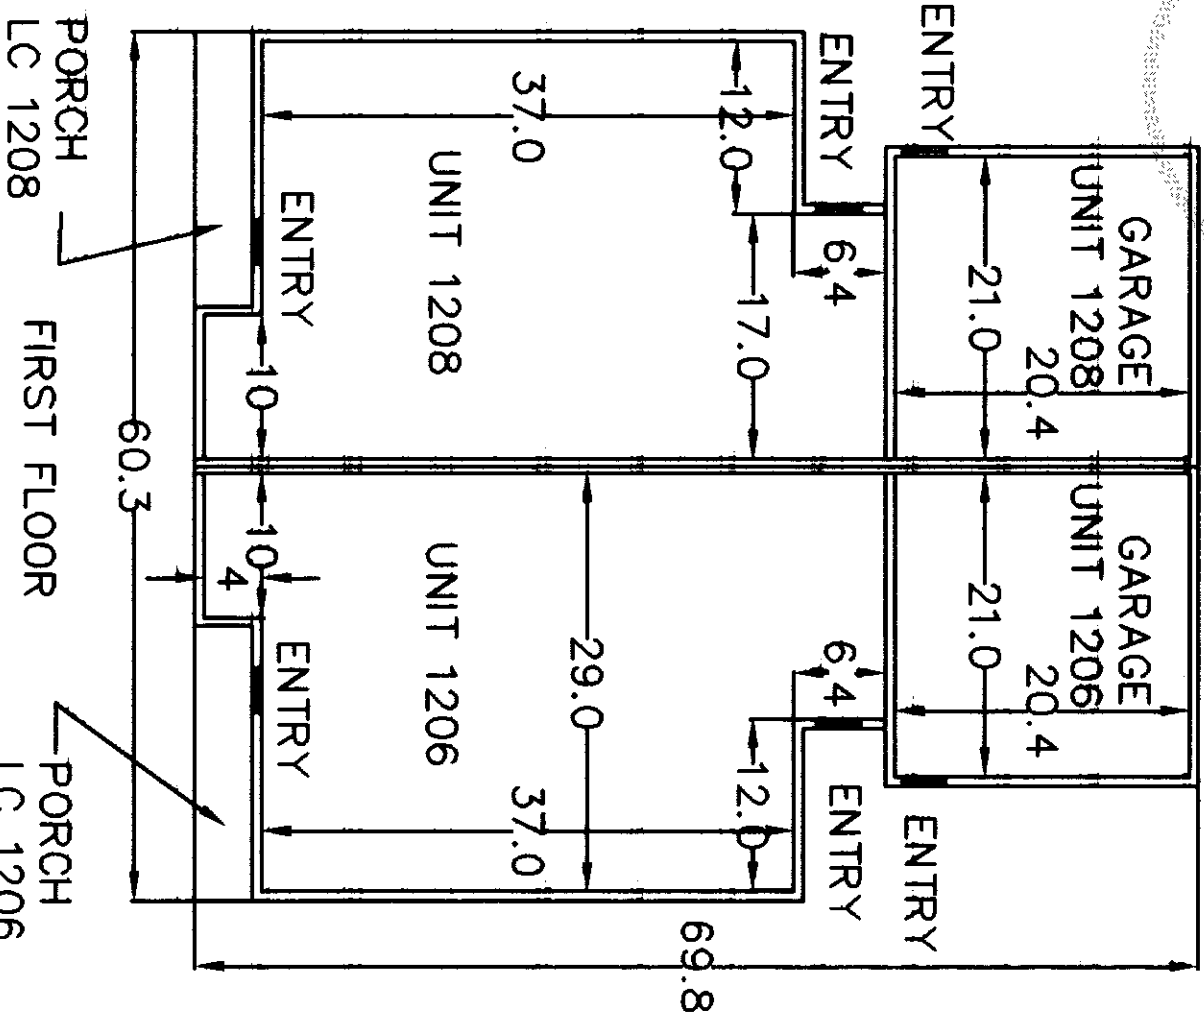 ENTRY
GARAGE
UNIT 1208
20.4
21.0
ENTRY
6.4
12.0
17.0
37.0
UNIT 1208
ENTRY
10
PORCH
LC 1208
GARAGE
UNIT 1206
20.4
21.0
ENTRY
ENTRY
6.4
12.0
29.0
37.0
UNIT 1206
ENTRY
10
4
60.3
69.8
FIRST FLOOR
PORCH
LC 1206